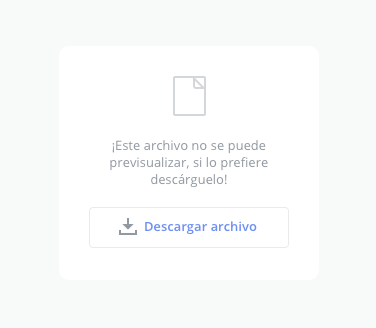 ¡Este archivo no se puede
previsualizar, si lo prefiere
descárguelo!
Descargar archivo